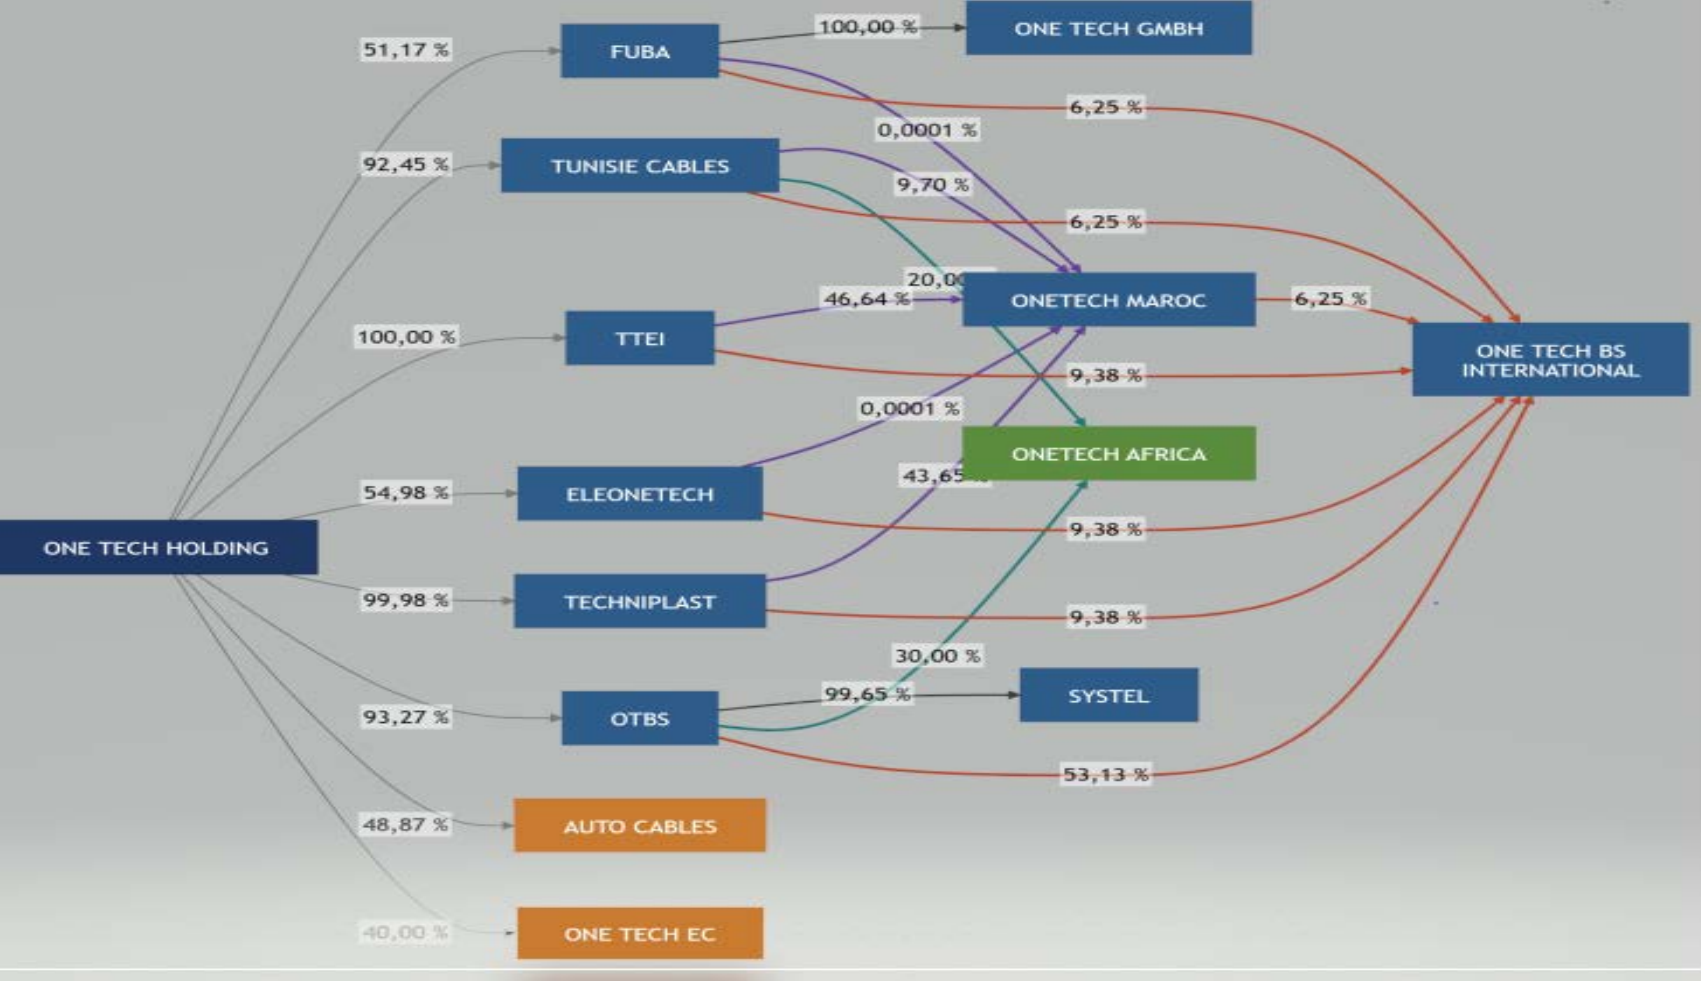 100,00 %
ONE TECH GMBH
51,17 %
FUBA
6,25 %
0,0001 %
92,45 %
TUNISIE CABLES
9,70 %
6,25 %
46,64 %
ONETECH MAROC
6,25 %
100,00 %
TTEI
ONE TECH BS
INTERNATIONAL
9,38 %
0,0001 %
ONETECH AFRICA
43,65
54,98 %
ELEONETECH
9,38 %
ONE TECH HOLDING
99,98 %
TECHNIPLAST
9,38 %
30,00 %
99,65 %
SYSTEL
93,27 %
OTBS
53,13 %
48,87 %
AUTO CABLES
40,00 %
ONE TECH EC